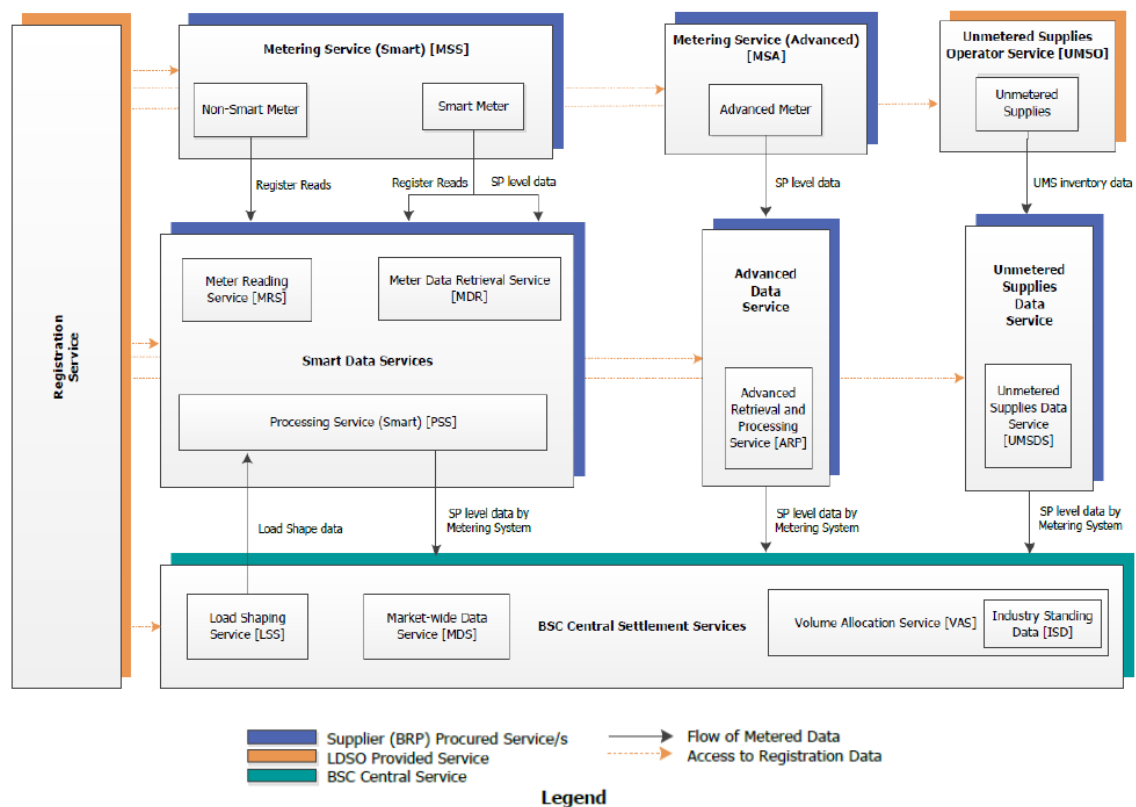 Metering Service (Smart) [MSS]
Non-Smart Meter
Smart Meter
Metering Service (Advanced)
[MSA]
Advanced Meter
Unmetered Supplies
Operator Service [UMSO]
Unmetered
Supplies
Register Reads
Register Reads
SP level data
SP level data
UMS inventory data
Registration
Service
Meter Reading
Service [MRS]
Meter Data Retrieval Service
[MDR]
Smart Data Services
Processing Service (Smart) [PSS]
Advanced
Data
Service
Advanced
Retrieval and
Processing
Service [ARP]
Unmetered
Supplies
Data
Service
Unmetered
Supplies Data
Service
[UMSDS]
Load Shape data
SP level data by
Metering System
SP level data by
Metering System
SP level data by
Metering System
Load Shaping
Service [LSS]
Market-wide Data
Service [MDS]
BSC Central Settlement Services
Volume Allocation Service [VAS]
Industry Standing
Data [ISD]
Supplier (BRP) Procured Service/s
LDSO Provided Service
BSC Central Service
Flow of Metered Data
Access to Registration Data
Legend